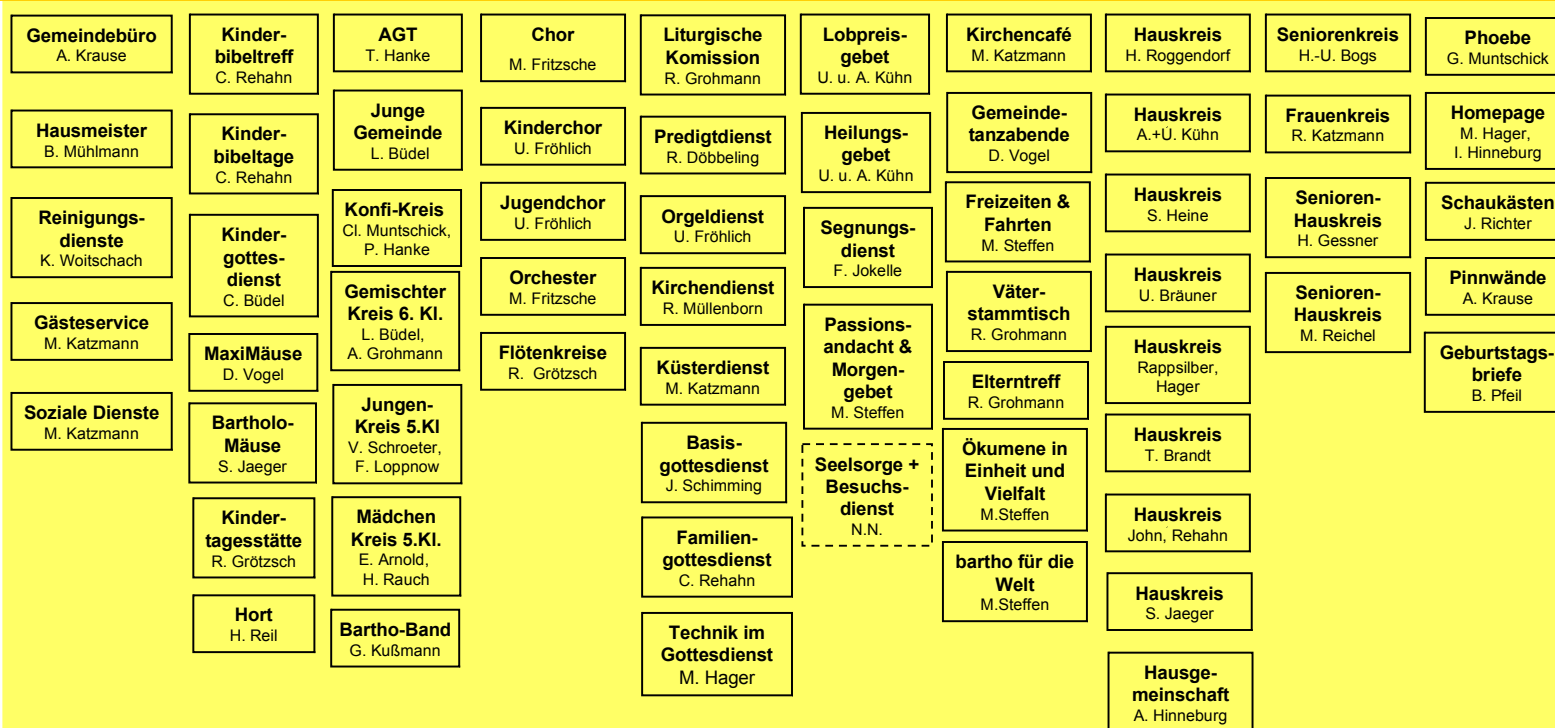 Gemeindebüro
A. Krause
Hausmeister
B. Mühlmann
Reinigungs-
dienste
K. Woitschach
Gästeservice
M. Katzmann
Soziale Dienste
M. Katzmann
Kinder-
bibeltreff
C. Rehahn
Kinder-
bibeltage
C. Rehahn
Kinder-
gottes-
dienst
C. Büdel
MaxiMäuse
D. Vogel
Bartholo-
Mäuse
S. Jaeger
Kinder-
tagesstätte
R. Grötzsch
Hort
H. Reil
AGT
T. Hanke
Junge
Gemeinde
L. Büdel
Konfi-Kreis
Cl. Muntschick,
P. Hanke
Gemischter
Kreis 6. Kl.
L. Büdel,
A. Grohmann
Jungen-
Kreis 5.Kl
V. Schroeter,
F. Loppnow
Mädchen
Kreis 5.Kl.
E. Arnold,
H. Rauch
Bartho-Band
G. Kußmann
Chor
M. Fritzsche
Kinderchor
U. Fröhlich
Jugendchor
U. Fröhlich
Orchester
M. Fritzsche
Flötenkreise
R. Grötzsch
Liturgische
Komission
R. Grohmann
Predigtdienst
R. Döbbeling
Orgeldienst
U. Fröhlich
Kirchendienst
R. Müllenborn
Küsterdienst
M. Katzmann
Basis-
gottesdienst
J. Schimming
Familien-
gottesdienst
C. Rehahn
Technik im
Gottesdienst
M. Hager
Lobpreis-
gebet
U. u. A. Kühn
Heilungs-
gebet
U. u. A. Kühn
Segnungs-
dienst
F. Jokelle
Passions-
andacht &
Morgen-
gebet
M. Steffen
Seelsorge +
Besuchs-
dienst
N.N.
Kirchencafé
M. Katzmann
Gemeinde-
tanzabende
D. Vogel
Freizeiten &
Fahrten
M. Steffen
Väter-
stammtisch
R. Grohmann
Elterntreff
R. Grohmann
Ökumene in
Einheit und
Vielfalt
M.Steffen
bartho für die
Welt
M.Steffen
Hauskreis
H. Roggendorf
Hauskreis
A.+U. Kühn
Hauskreis
S. Heine
Hauskreis
U. Bräuner
Hauskreis
Rappsilber,
Hager
Hauskreis
T. Brandt
Hauskreis
John, Rehahn
Hauskreis
S. Jaeger
Hausge-
meinschaft
A. Hinneburg
Seniorenkreis
H.-U. Bogs
Frauenkreis
R. Katzmann
Senioren-
Hauskreis
H. Gessner
Senioren-
Hauskreis
M. Reichel
Phoebe
G. Muntschick
Homepage
M. Hager,
I. Hinneburg
Schaukästen
J. Richter
Pinnwände
A. Krause
Geburtstags-
briefe
B. Pfeil